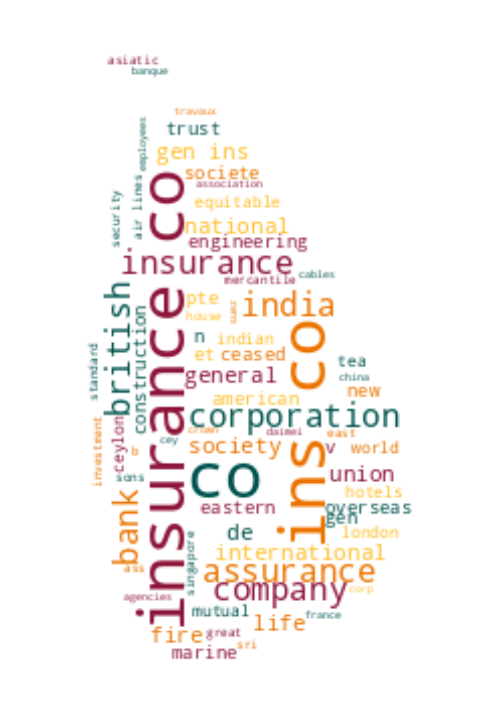 asiatic
banque
travaux
trust
employees
gen ins
societe
association
air lines
security
equitable
national
engineering
insurance
mercantile
cables
insurance co
british
pte
india
house
suez
construction
n
indian
ins co
et
ceased
standard
tea
general
china
new
american
corporation
investment
ceylon
crown
daimei
east
cey
society
v
world
br
co
sons
union
hotels
bank
eastern
overseas
gen
de
london
singapore
international
assurance
ass
company
corp
agencies
mutual
france
life
fire
great
sri
marine